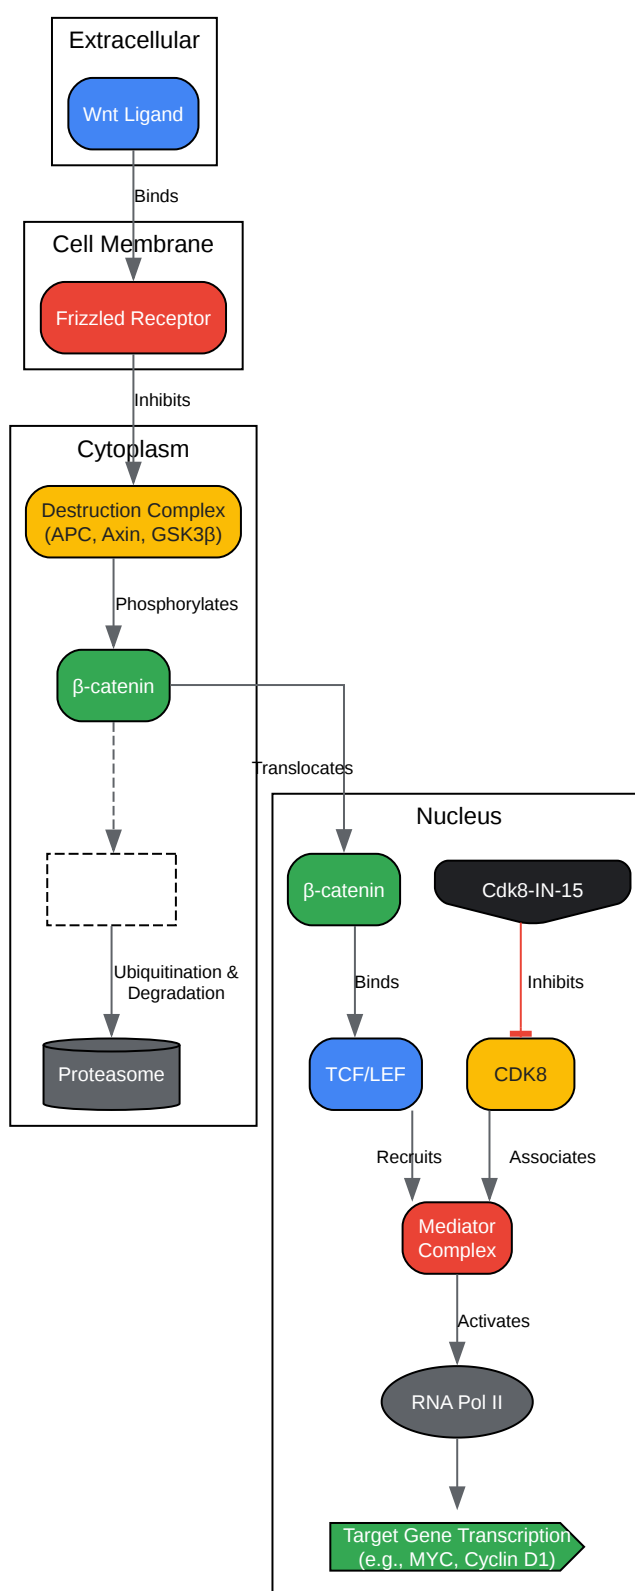 Extracellular
Wnt Ligand
Binds
Cell Membrane
Frizzled Receptor
Inhibits
Cytoplasm
Destruction Complex
(APC, Axin, GSK3β)
Phosphorylates
β-catenin
Translocates
Nucleus
β-catenin
Cdk8-IN-15
Ubiquitination &
Degradation
Binds
Inhibits
Proteasome
TCF/LEF
CDK8
Recruits
Associates
Mediator
Complex
Activates
RNA Pol II
Target Gene Transcription
(e.g., MYC, Cyclin D1)